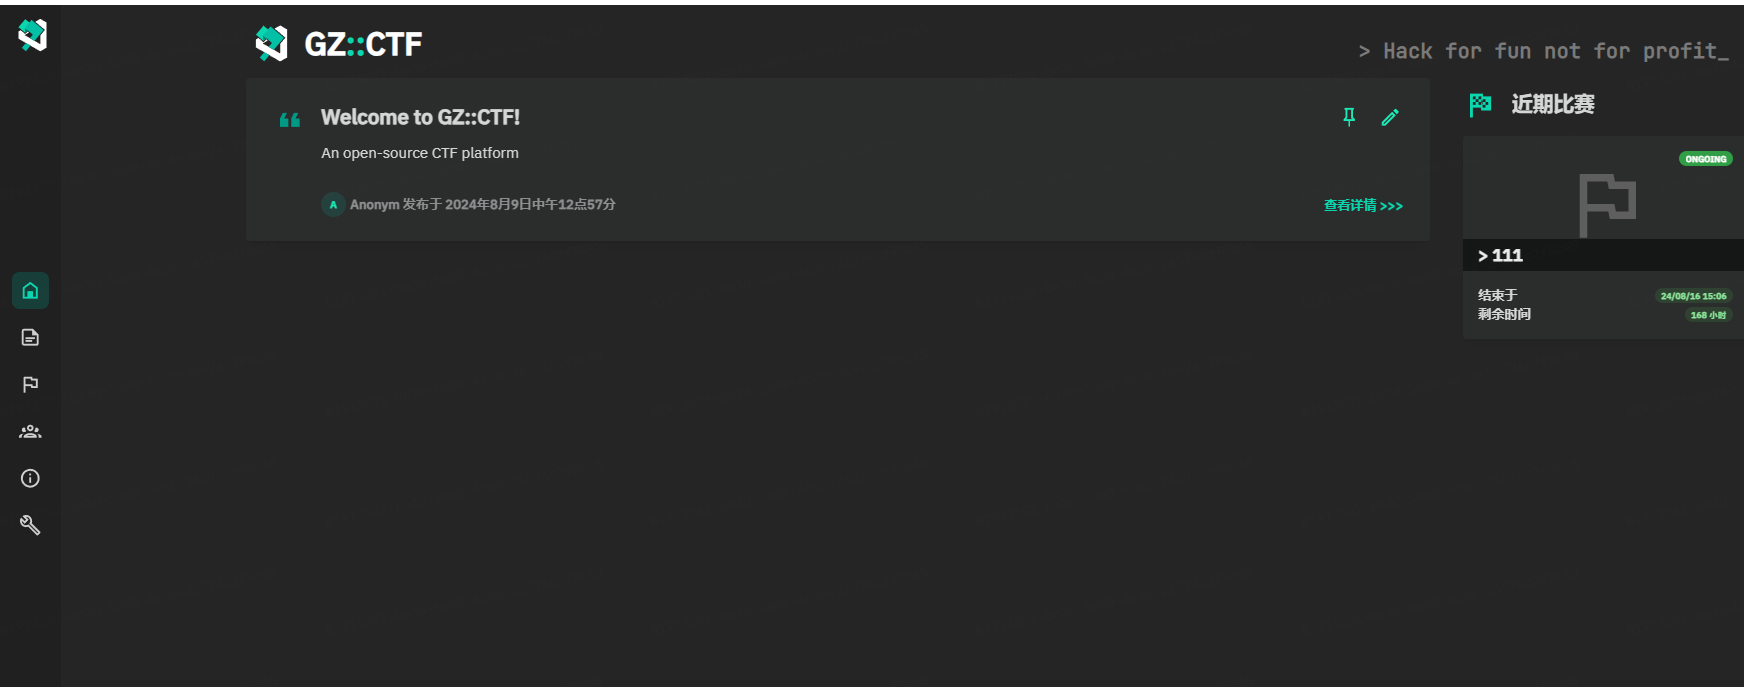 GZ::CTF
> Hack for fun not for profit_
Welcome to GZ::CTF!
An open-source CTF platform
A Anonym 发布于 2024年8月9日中午12点57分
查看详情 >>>
近期比赛
ONGOING
> 111
结束于 24/08/16 15:06
剩余时间 168 小时